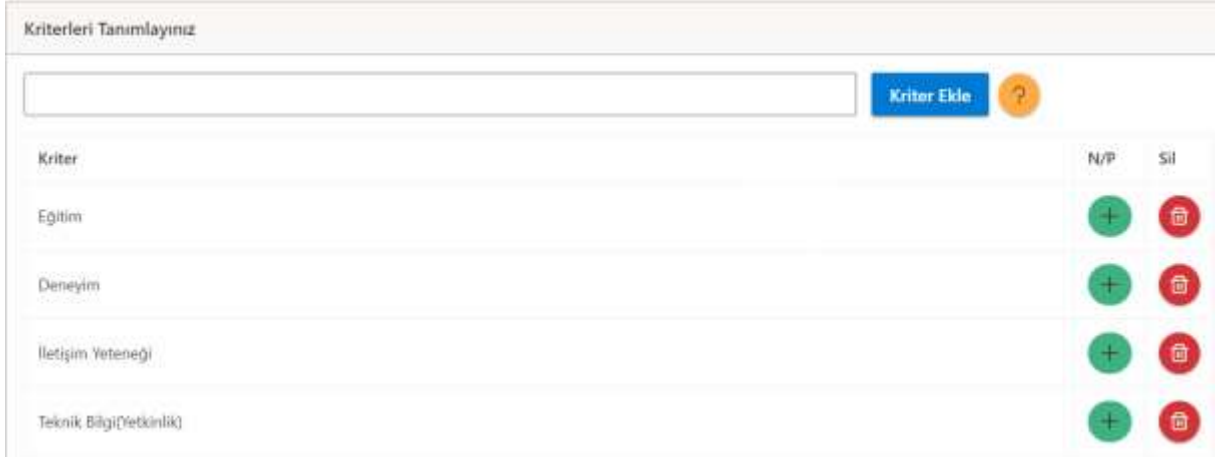 Kriterleri Tanımlayınız
Kriter Ekle ?
Kriter N/P Sil
Eğitim
Deneyim
İletişim Yeteneği
Teknik Bilgi(Yetkinlik)